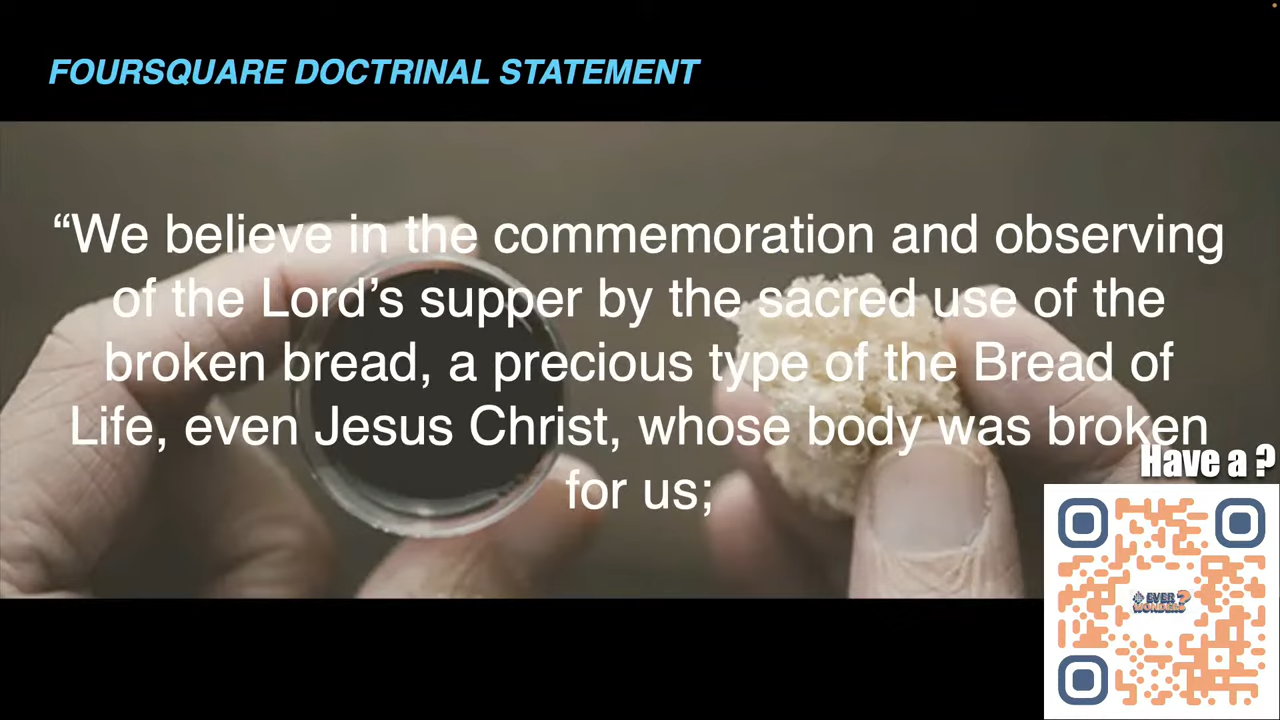 FOURSQUARE DOCTRINAL STATEMENT
“We believe in the commemoration and observing
of the Lord’s supper by the sacred use of the
broken bread, a precious type of the Bread of
Life, even Jesus Christ, whose body was broken
for us;
Have a ?
EVER
WONDERS
?